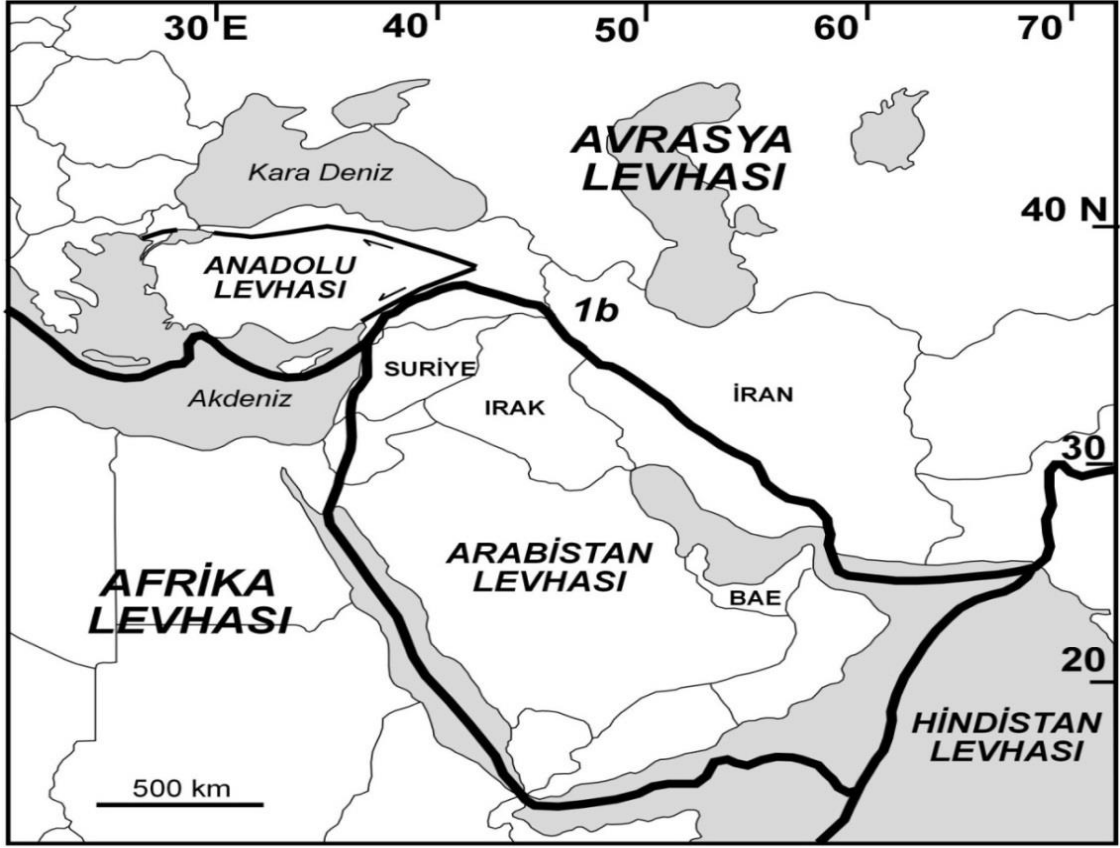 30 E 40 50 60 70
AVRASYA
LEVHASI
Kara Deniz
40 N
ANADOLU
LEVHASI
1b
SURİYE
İRAN
Akdeniz
IRAK
30
ARABİSTAN
LEVHASI
AFRİKA
LEVHASI
BAE
20
HİNDİSTAN
LEVHASI
500 km